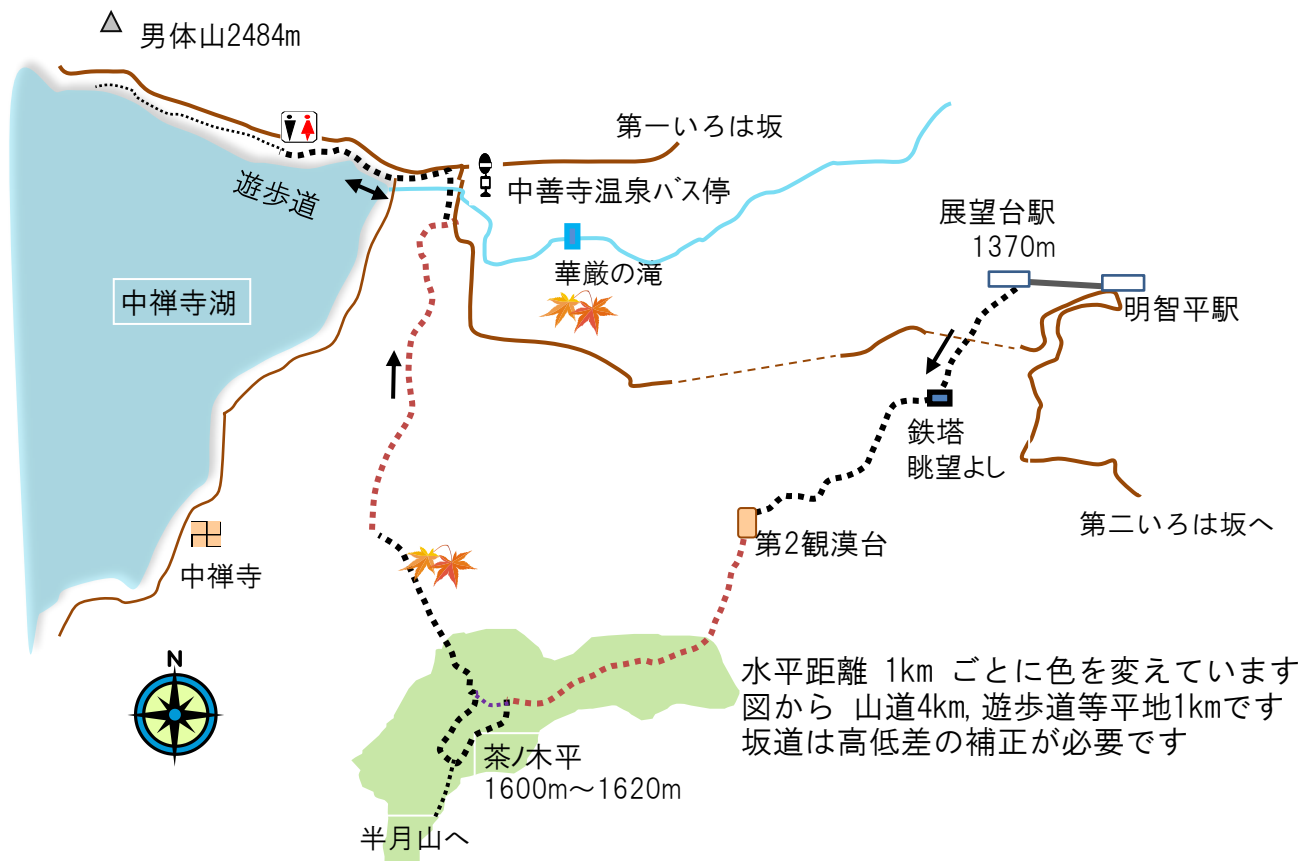 男体山2484m
第一いろは坂
遊歩道
中善寺温泉バス停
展望台駅
1370m
華厳の滝
中禅寺湖
明智平駅
鉄塔
眺望よし
第二いろは坂へ
第2観漠台
中禅寺
N
水平距離 1km ごとに色を変えています
図から 山道4km, 遊歩道等平地1kmです
坂道は高低差の補正が必要です
茶ノ木平
1600m～1620m
半月山へ